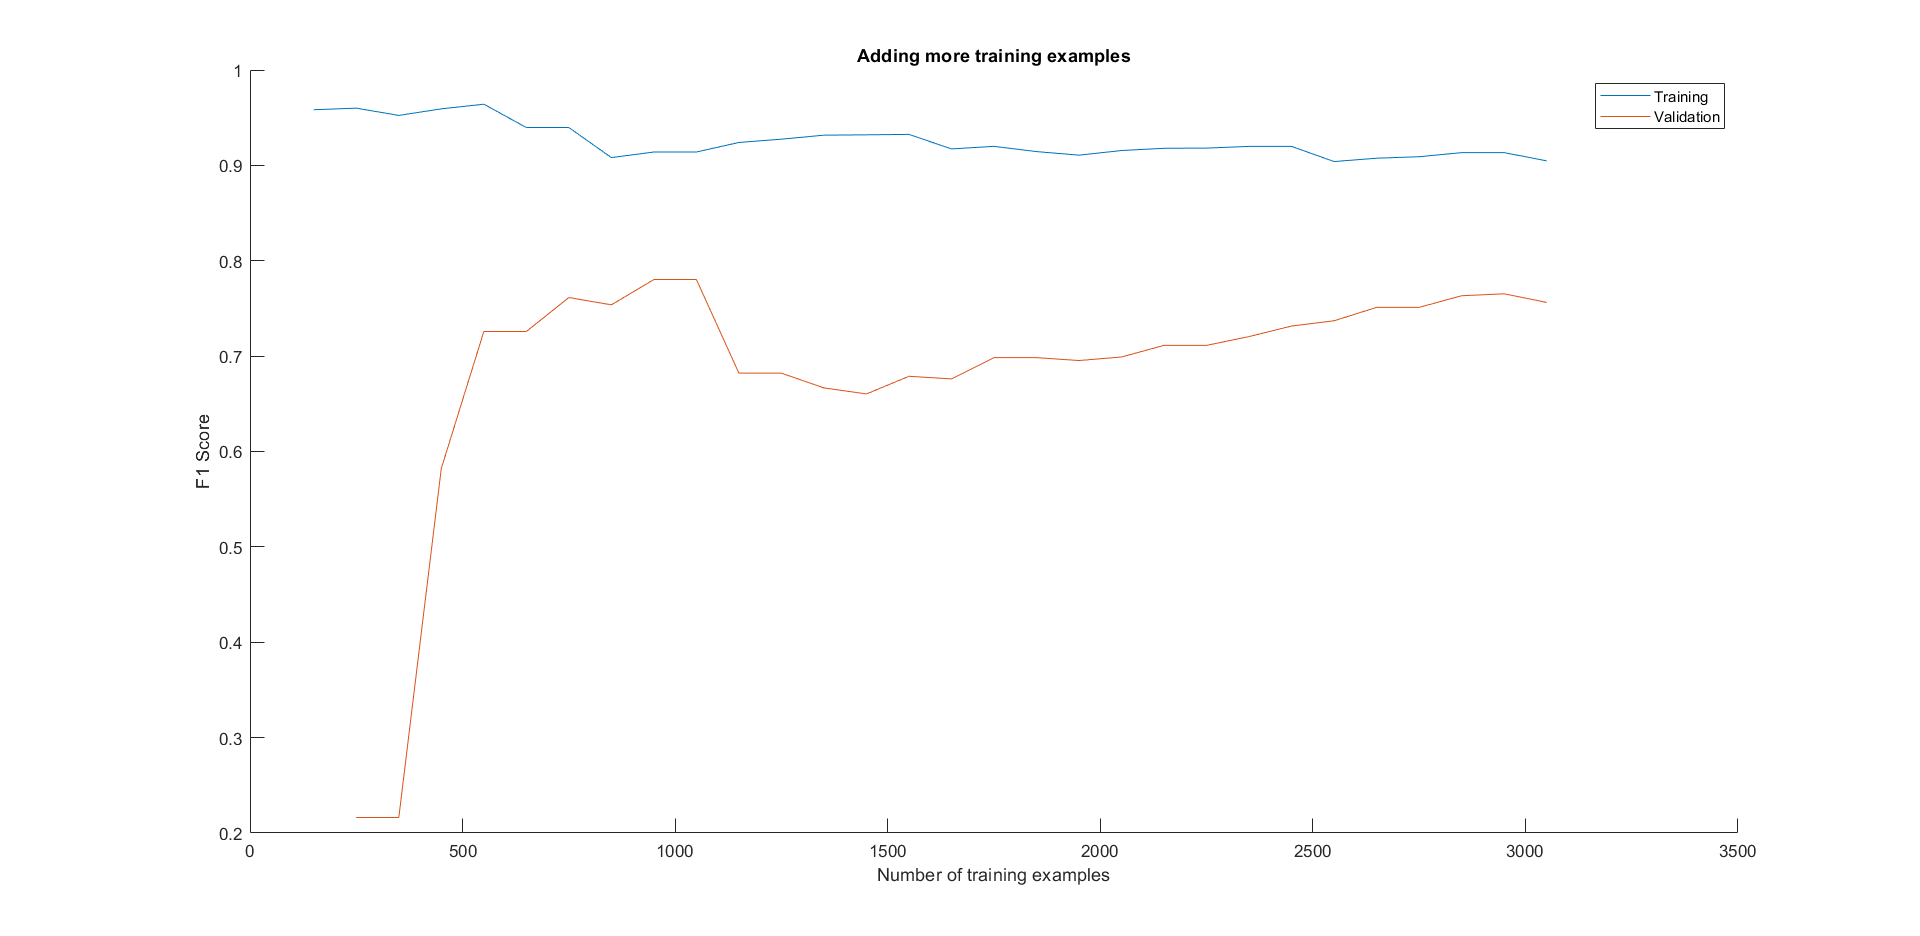 Adding more training examples
Training
Validation
F1 Score
1
0.9
0.8
0.7
0.6
0.5
0.4
0.3
0.2
0 500 1000 1500 2000 2500 3000 3500
Number of training examples